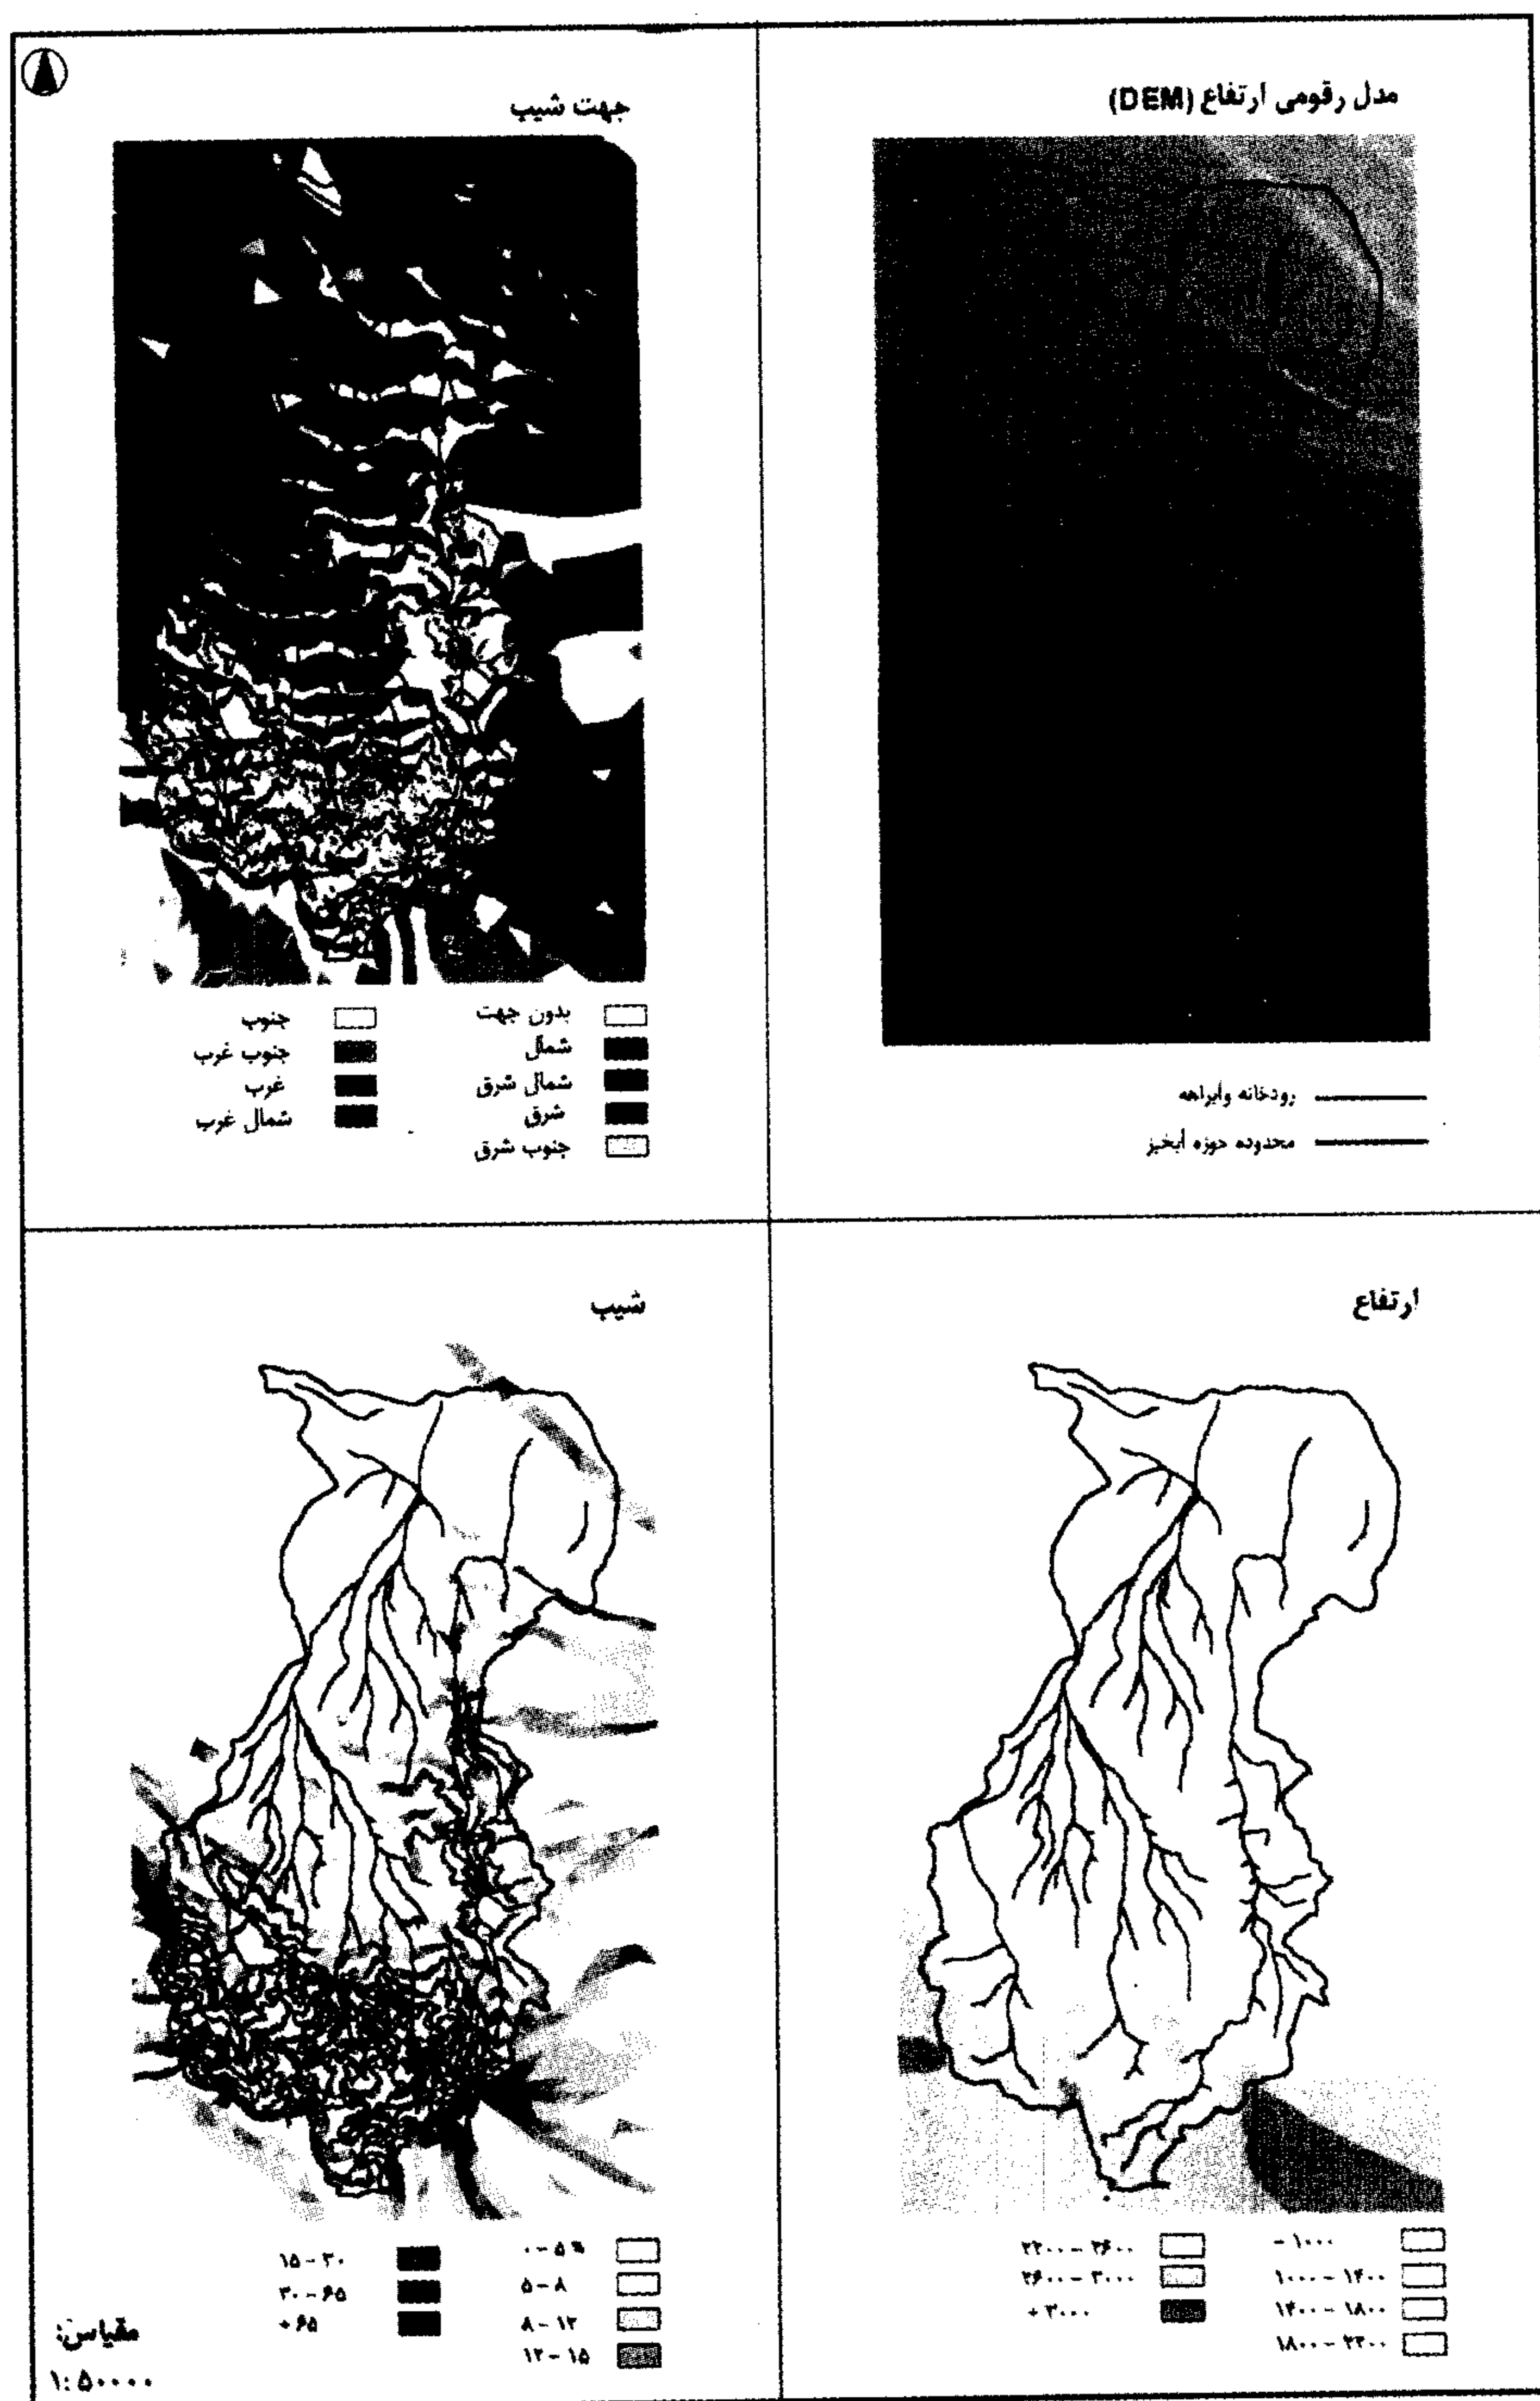 مدل رقومی ارتفاع (DEM)
رودخانه وآبراهه
محدوده حوزه آبخیز
جهت شیب
بدون جهت
شمال
شمال شرق
شرق
جنوب شرق
جنوب
جنوب غرب
غرب
شمال غرب
ارتفاع
- ۱۰۰۰
۱۰۰۰ - ۱۴۰۰
۱۴۰۰ - ۱۸۰۰
۱۸۰۰ - ۲۲۰۰
۲۲۰۰ - ۲۶۰۰
۲۶۰۰ - ۳۰۰۰
+ ۳۰۰۰
شیب
۰ - ۵ %
۵ - ۸
۸ - ۱۲
۱۲ - ۱۵
۱۵ - ۳۰
۳۰ - ۶۵
+ ۶۵
مقیاس:
۱:۵۰۰۰۰